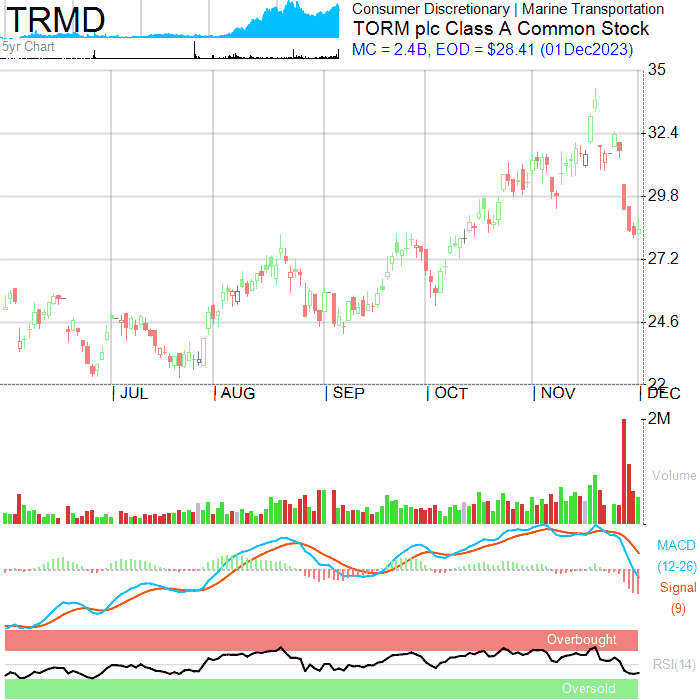 TRMD
5yr Chart
Consumer Discretionary | Marine Transportation
TORM plc Class A Common Stock
MC = 2.4B, EOD = $28.41 (01Dec2023)
35
32.4
29.8
27.2
24.6
22
JUL
AUG
SEP
OCT
NOV
DEC
2M
Volume
MACD
(12-26)
Signal
(9)
Overbought
RSI(14)
Oversold